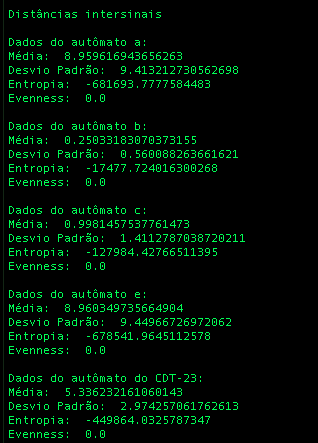 Distâncias intersinais
Dados do autômato a:
Média:  8.959616943656263
Desvio Padrão:  9.413212730562698
Entropia:  -681693.7777584483
Evenness:  0.0
Dados do autômato b:
Média:  0.25033183070373155
Desvio Padrão:  0.560088263661621
Entropia:  -17477.724016300268
Evenness:  0.0
Dados do autômato c:
Média:  0.9981457537761473
Desvio Padrão:  1.4112787038720211
Entropia:  -127984.42766511395
Evenness:  0.0
Dados do autômato e:
Média:  8.960349735664904
Desvio Padrão:  9.44966726972062
Entropia:  -678541.9645112578
Evenness:  0.0
Dados do autômato do CDT-23:
Média:  5.336232161060143
Desvio Padrão:  2.974257061762613
Entropia:  -449864.0325787347
Evenness:  0.0